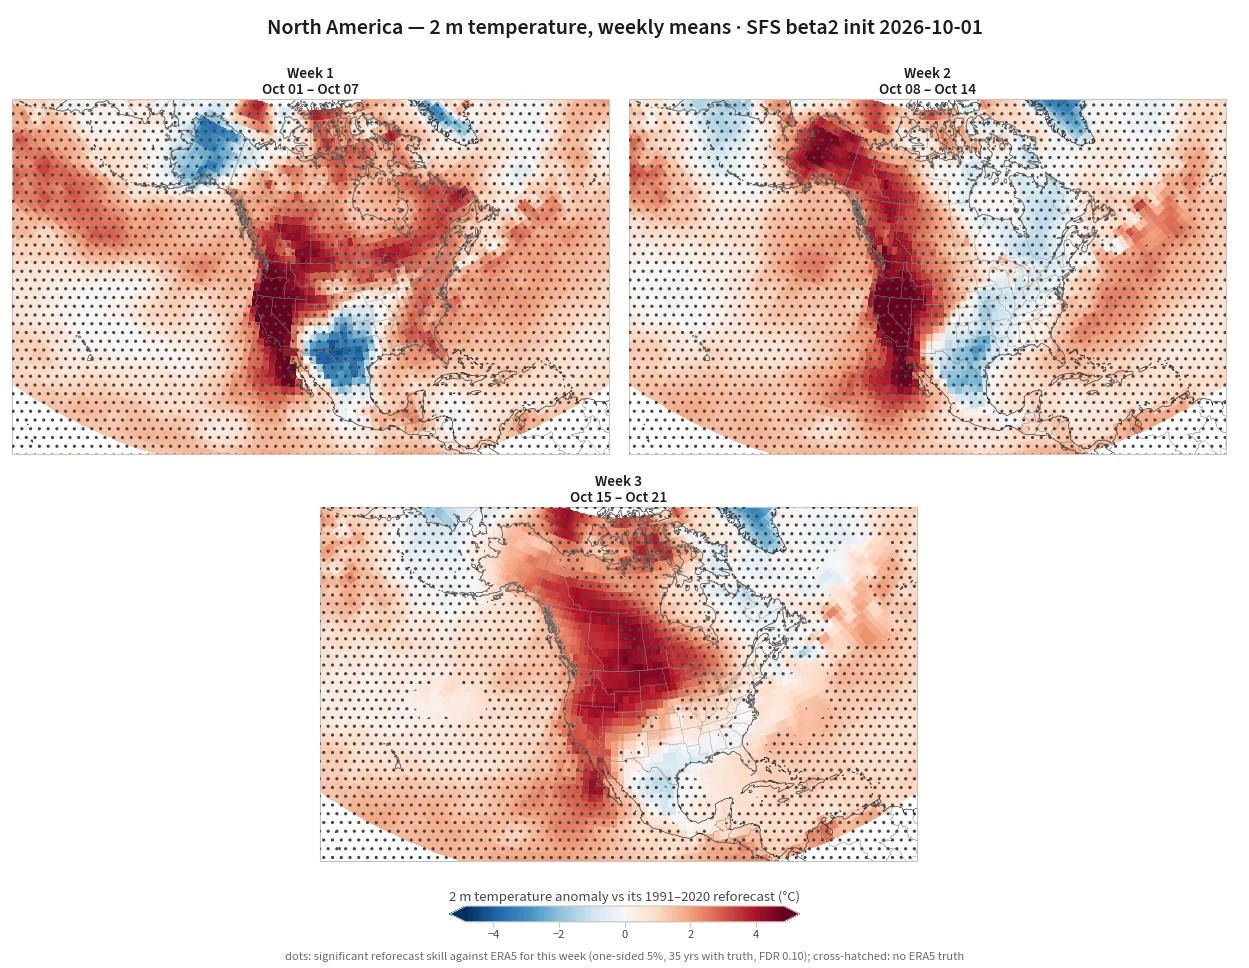 North America — 2 m temperature, weekly means · SFS beta2 init 2026-10-01
Week 1
Oct 01 – Oct 07
Week 2
Oct 08 – Oct 14
Week 3
Oct 15 – Oct 21
2 m temperature anomaly vs its 1991–2020 reforecast (°C)
−4 −2 0 2 4
dots: significant reforecast skill against ERA5 for this week (one-sided 5%, 35 yrs with truth, FDR 0.10); cross-hatched: no ERA5 truth